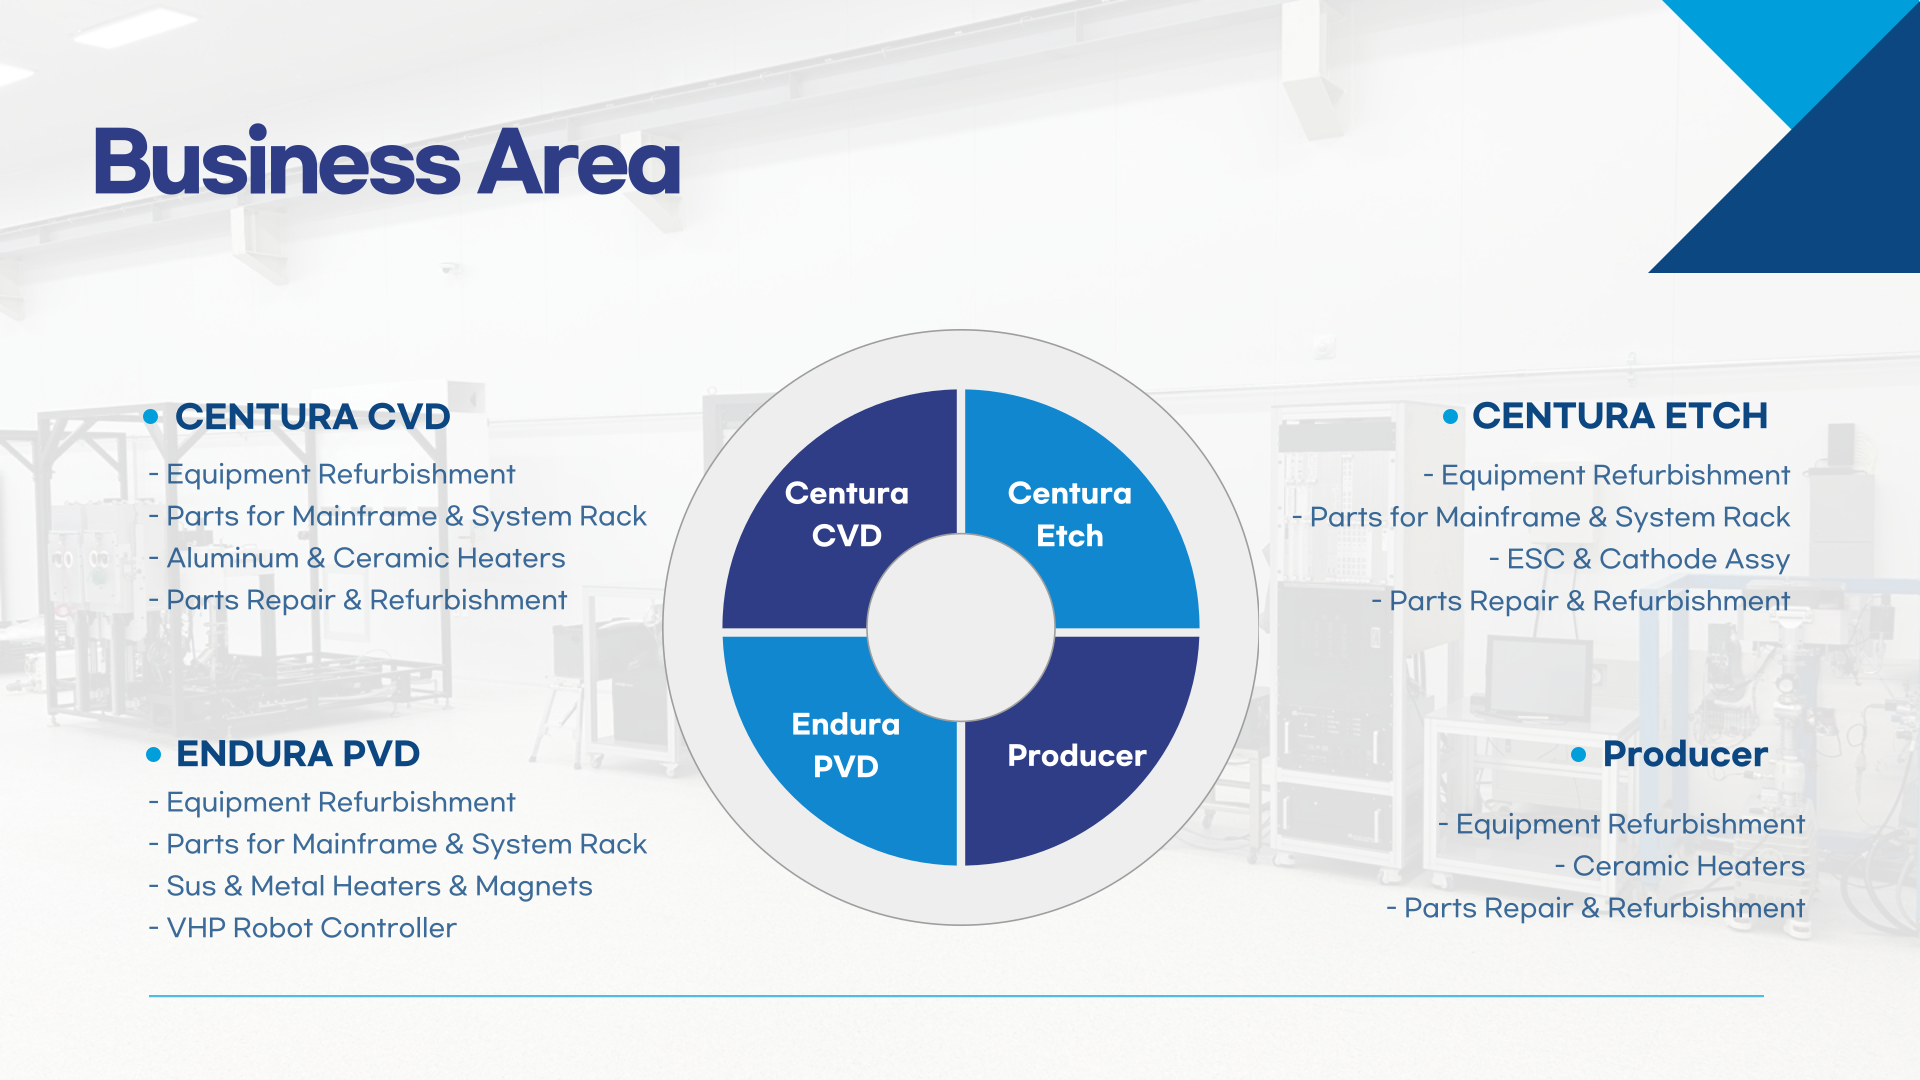 Business Area
CENTURA CVD
- Equipment Refurbishment
- Parts for Mainframe & System Rack
- Aluminum & Ceramic Heaters
- Parts Repair & Refurbishment
ENDURA PVD
- Equipment Refurbishment
- Parts for Mainframe & System Rack
- Sus & Metal Heaters & Magnets
- VHP Robot Controller
Centura
CVD
Centura
Etch
Endura
PVD
Producer
CENTURA ETCH
- Equipment Refurbishment
- Parts for Mainframe & System Rack
- ESC & Cathode Assy
- Parts Repair & Refurbishment
Producer
- Equipment Refurbishment
- Ceramic Heaters
- Parts Repair & Refurbishment